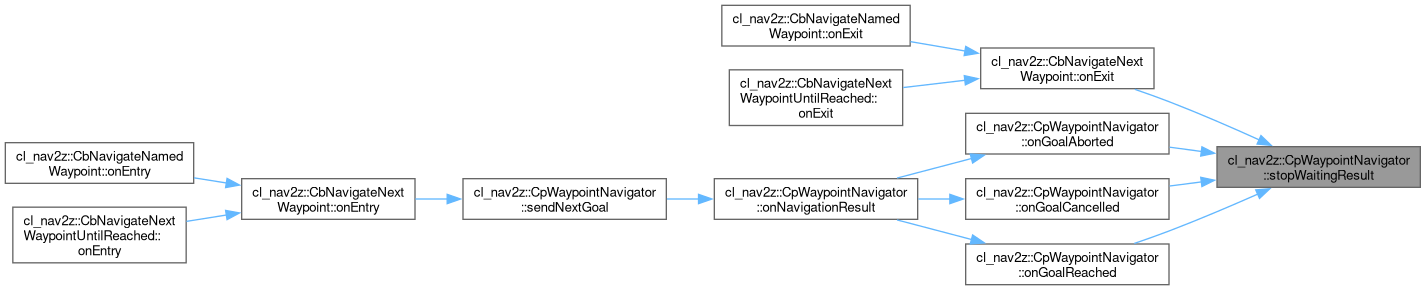 cl_nav2z::CbNavigateNamed
Waypoint::onExit
cl_nav2z::CbNavigateNext
Waypoint::onExit
cl_nav2z::CbNavigateNext
WaypointUntilReached::
onExit
cl_nav2z::CpWaypointNavigator
::onGoalAborted
cl_nav2z::CpWaypointNavigator
::stopWaitingResult
cl_nav2z::CbNavigateNamed
Waypoint::onEntry
cl_nav2z::CbNavigateNext
Waypoint::onEntry
cl_nav2z::CpWaypointNavigator
::sendNextGoal
cl_nav2z::CpWaypointNavigator
::onNavigationResult
cl_nav2z::CpWaypointNavigator
::onGoalCancelled
cl_nav2z::CbNavigateNext
WaypointUntilReached::
onEntry
cl_nav2z::CpWaypointNavigator
::onGoalReached